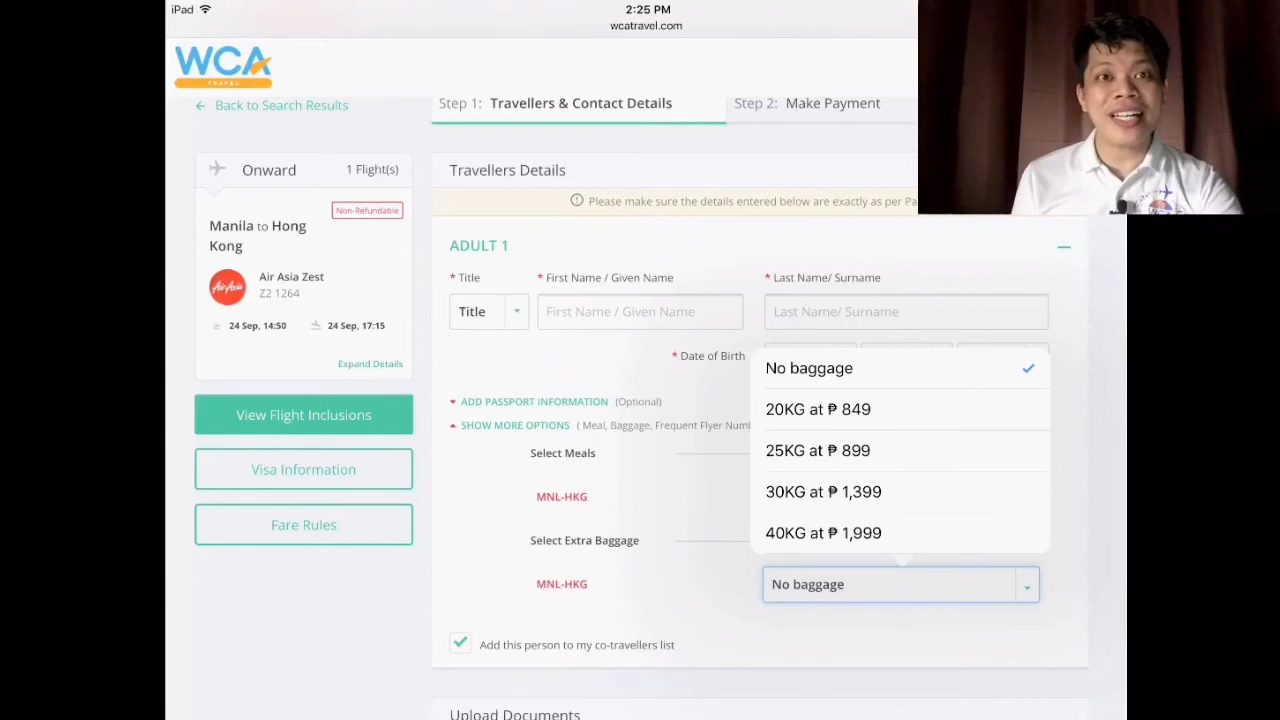 iPad
2:25 PM
wcatravel.com
WCA
TRAVEL
Back to Search Results
Step 1: Travellers & Contact Details
Step 2: Make Payment
Onward 1 Flight(s)
Non-Refundable
Manila to Hong
Kong
Air Asia Zest
Z2 1264
AirAsia
24 Sep, 14:50 24 Sep, 17:15
Expand Details
View Flight Inclusions
Visa Information
Fare Rules
Travellers Details
Please make sure the details entered below are exactly as per Pa
ADULT 1
* Title * First Name / Given Name * Last Name/ Surname
Title First Name / Given Name Last Name/ Surname
* Date of Birth
ADD PASSPORT INFORMATION (Optional)
SHOW MORE OPTIONS ( Meal, Baggage, Frequent Flyer Num
Select Meals
MNL-HKG
Select Extra Baggage
MNL-HKG
No baggage
20KG at ₱ 849
25KG at ₱ 899
30KG at ₱ 1,399
40KG at ₱ 1,999
No baggage
Add this person to my co-travellers list
Upload Documents
WCA